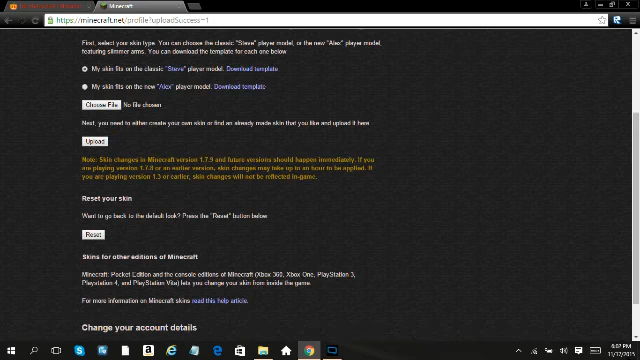 Minecraft
https://minecraft.net/profile?uploadSuccess=1
First, select your skin type. You can choose the classic "Steve" player model, or the new "Alex" player model,
featuring slimmer arms. You can download the template for each one below
My skin fits on the classic "Steve" player model. Download template
My skin fits on the new "Alex" player model. Download template
Choose File No file chosen
Next, you need to either create your own skin or find an already made skin that you like and upload it here
Upload
Note: Skin changes in Minecraft version 1.7.9 and future versions should happen immediately. If you
are playing version 1.7.8 or an earlier version, skin changes may take up to an hour to be applied. If
you are playing version 1.3 or earlier, skin changes will not be reflected in-game.
Reset your skin
Want to go back to the default look? Press the "Reset" button below
Reset
Skins for other editions of Minecraft
Minecraft: Pocket Edition and the console editions of Minecraft (Xbox 360, Xbox One, PlayStation 3,
Playstation 4, and PlayStation Vita) lets you change your skin from inside the game.
For more information on Minecraft skins read this help article.
Change your account details
6:07 PM
11/17/2015